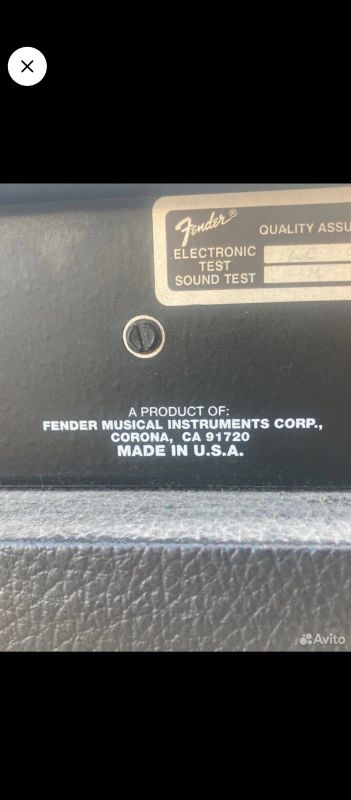 Fender®
QUALITY ASSU
ELECTRONIC
TEST
SOUND TEST
A PRODUCT OF:
FENDER MUSICAL INSTRUMENTS CORP.,
CORONA, CA 91720
MADE IN U.S.A.
Avito